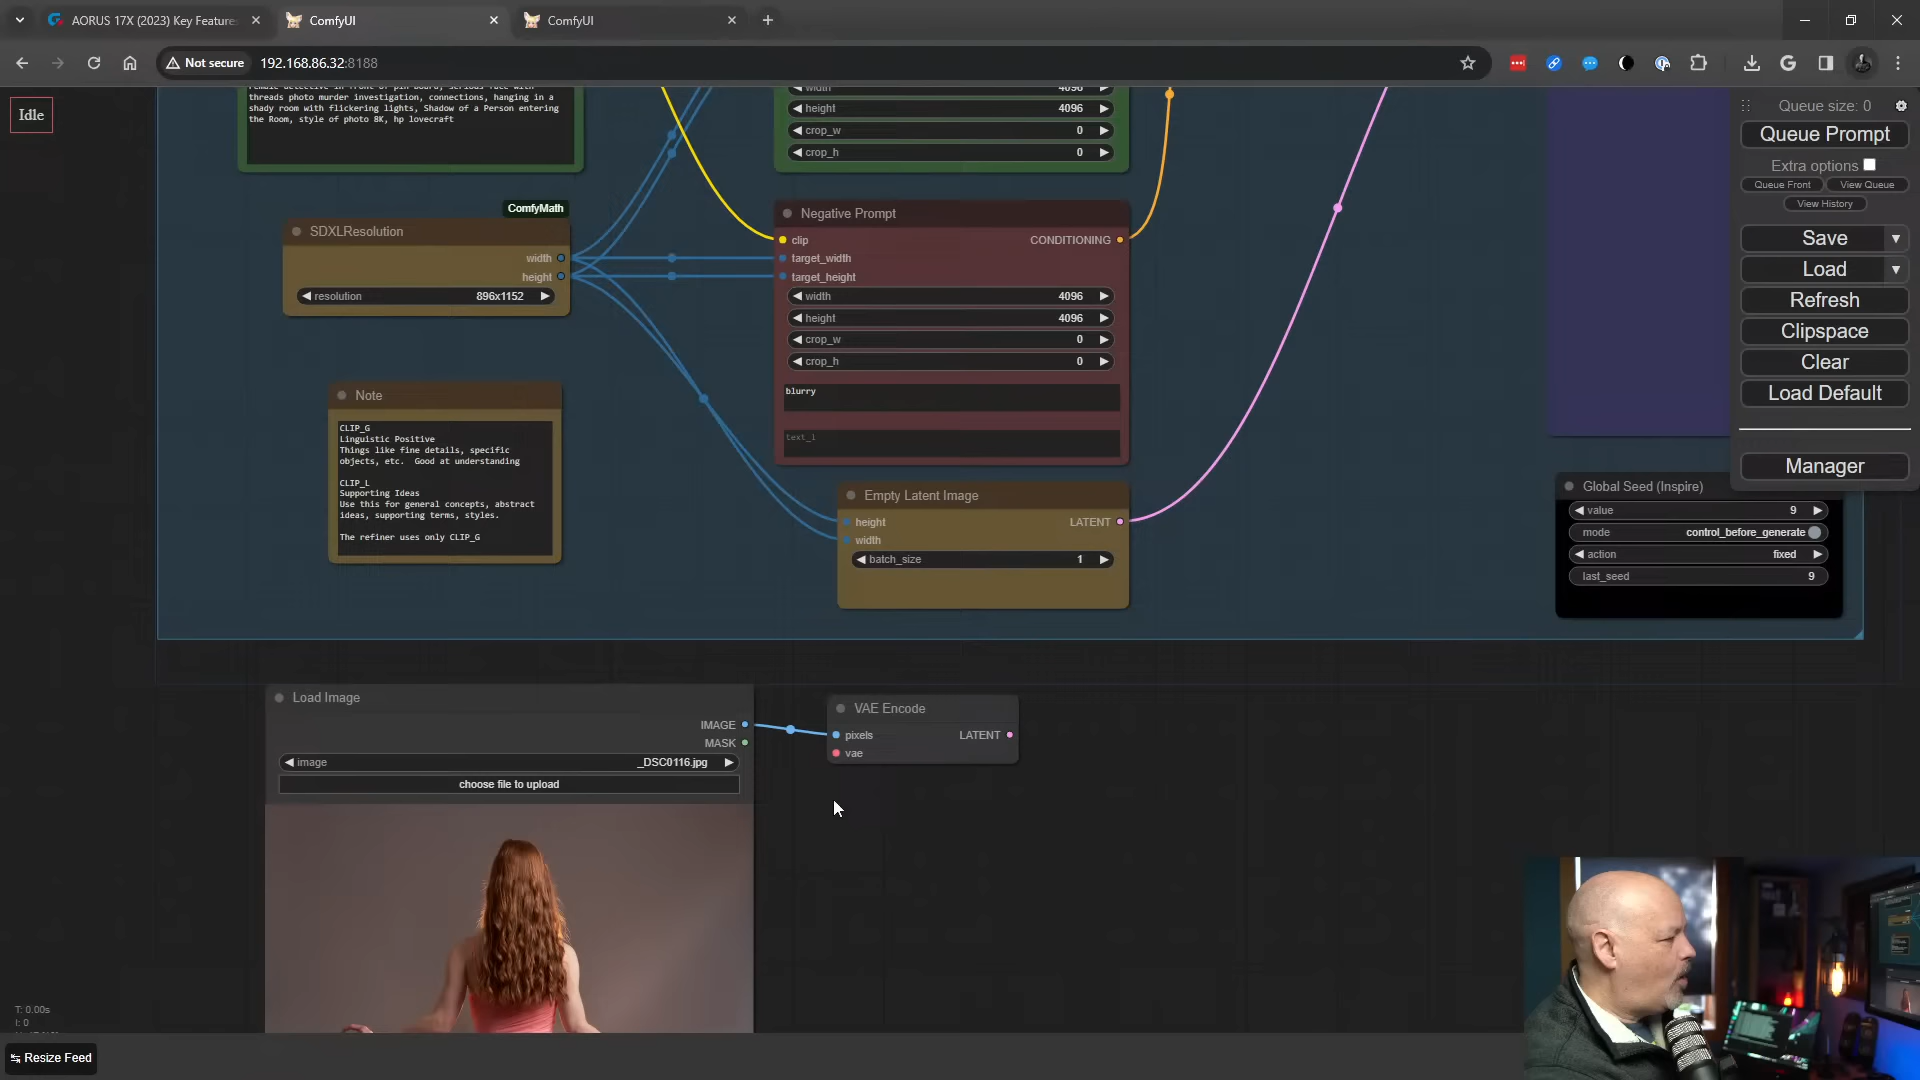 AORUS 17X (2023) Key Feature
ComfyUI
ComfyUI
Not secure
192.168.86.32:8188
Idle
threads photo murder investigation, connections, hanging in a
shady room with flickering lights, Shadow of a Person entering
the Room, style of photo 8K, hp lovecraft
width 4096
height 4096
crop_w 0
crop_h 0
ComfyMath
SDXLResolution
width
height
resolution 896x1152
Negative Prompt
clip CONDITIONING
target_width
target_height
width 4096
height 4096
crop_w 0
crop_h 0
blurry
text_l
Note
CLIP_G
Linguistic Positive
Things like fine details, specific
objects, etc. Good at understanding
CLIP_L
Supporting Ideas
Use this for general concepts, abstract
ideas, supporting terms, styles.
The refiner uses only CLIP_G
Empty Latent Image
height LATENT
width
batch_size 1
Global Seed (Inspire)
value 9
mode control_before_generate
action fixed
last_seed 9
Queue size: 0
Queue Prompt
Extra options
Queue Front View Queue
View History
Save
Load
Refresh
Clipspace
Clear
Load Default
Manager
Load Image
IMAGE
MASK
image _DSC0116.jpg
choose file to upload
VAE Encode
pixels LATENT
vae
T: 0.00s
I: 0
Resize Feed